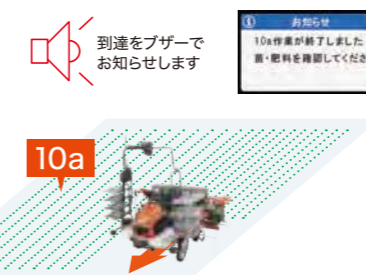 到達をブザーで
お知らせします
お知らせ
10a作業が終了しました
苗・肥料を確認してくださ
10a